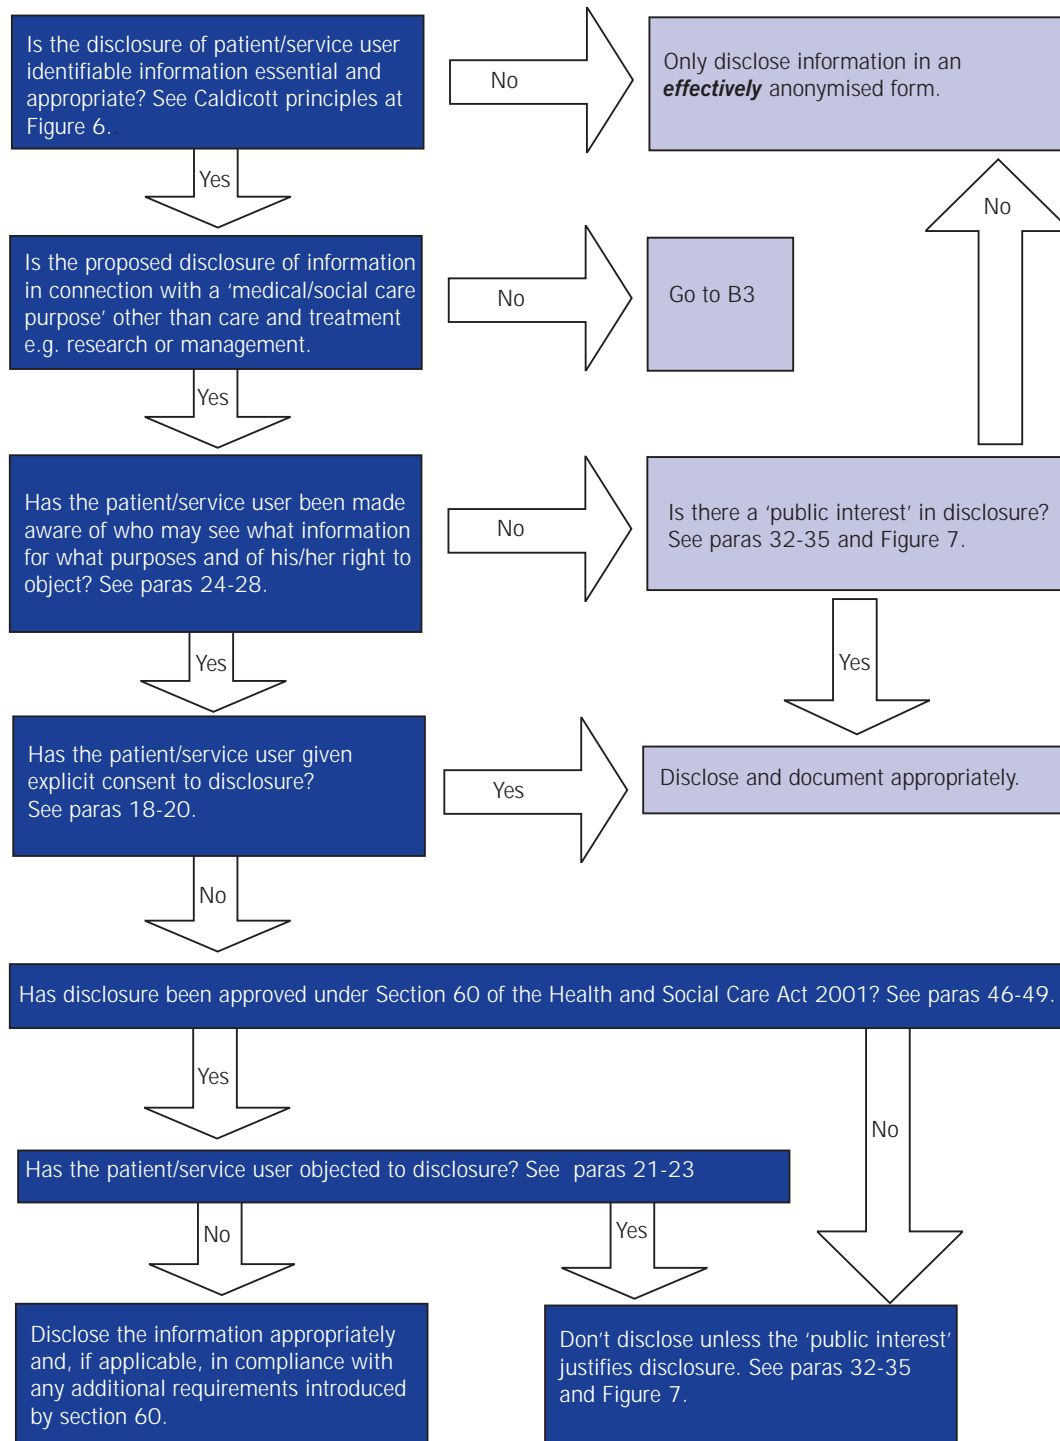 Is the disclosure of patient/service user
identifiable information essential and
appropriate? See Caldicott principles at
Figure 6..
No
Only disclose information in an
effectively anonymised form.
Yes
No
Is the proposed disclosure of information
in connection with a ‘medical/social care
purpose’ other than care and treatment
e.g. research or management.
No
Go to B3
Yes
Has the patient/service user been made
aware of who may see what information
for what purposes and of his/her right to
object? See paras 24-28.
No
Is there a ‘public interest’ in disclosure?
See paras 32-35 and Figure 7.
Yes
Yes
Has the patient/service user given
explicit consent to disclosure?
See paras 18-20.
Yes
Disclose and document appropriately.
No
Has disclosure been approved under Section 60 of the Health and Social Care Act 2001? See paras 46-49.
Yes
No
Has the patient/service user objected to disclosure? See paras 21-23
No
Yes
Disclose the information appropriately
and, if applicable, in compliance with
any additional requirements introduced
by section 60.
Don’t disclose unless the ‘public interest’
justifies disclosure. See paras 32-35
and Figure 7.